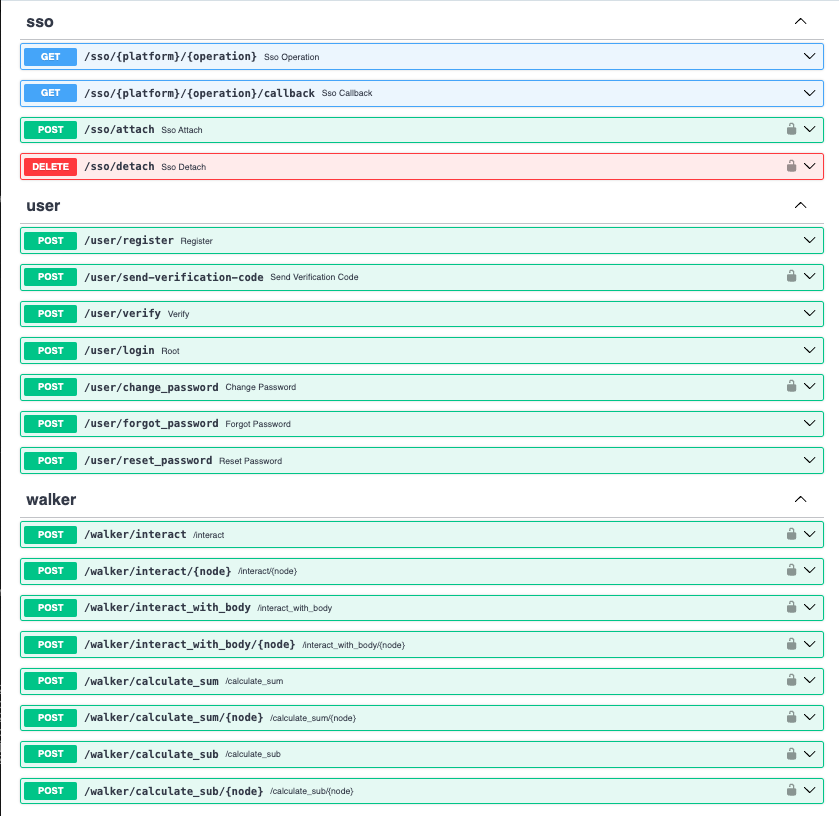 sso
GET /sso/{platform}/{operation} Sso Operation
GET /sso/{platform}/{operation}/callback Sso Callback
POST /sso/attach Sso Attach
DELETE /sso/detach Sso Detach
user
POST /user/register Register
POST /user/send-verification-code Send Verification Code
POST /user/verify Verify
POST /user/login Root
POST /user/change_password Change Password
POST /user/forgot_password Forgot Password
POST /user/reset_password Reset Password
walker
POST /walker/interact /interact
POST /walker/interact/{node} /interact/{node}
POST /walker/interact_with_body /interact_with_body
POST /walker/interact_with_body/{node} /interact_with_body/{node}
POST /walker/calculate_sum /calculate_sum
POST /walker/calculate_sum/{node} /calculate_sum/{node}
POST /walker/calculate_sub /calculate_sub
POST /walker/calculate_sub/{node} /calculate_sub/{node}